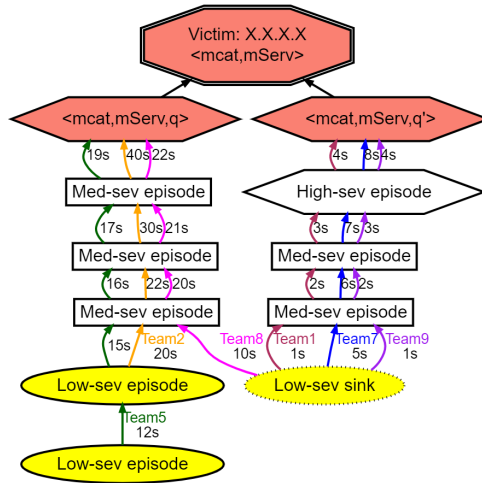 Victim: X.X.X.X
<mcat,mServ>
<mcat,mServ,q>
<mcat,mServ,q'>
19s
40s
22s
4s
8s
4s
Med-sev episode
High-sev episode
17s
30s
21s
3s
7s
3s
Med-sev episode
Med-sev episode
16s
22s
20s
2s
6s
2s
Med-sev episode
Med-sev episode
15s
Team2
20s
Team8
10s
Team1
1s
Team7
5s
Team9
1s
Low-sev episode
Low-sev sink
Team5
12s
Low-sev episode